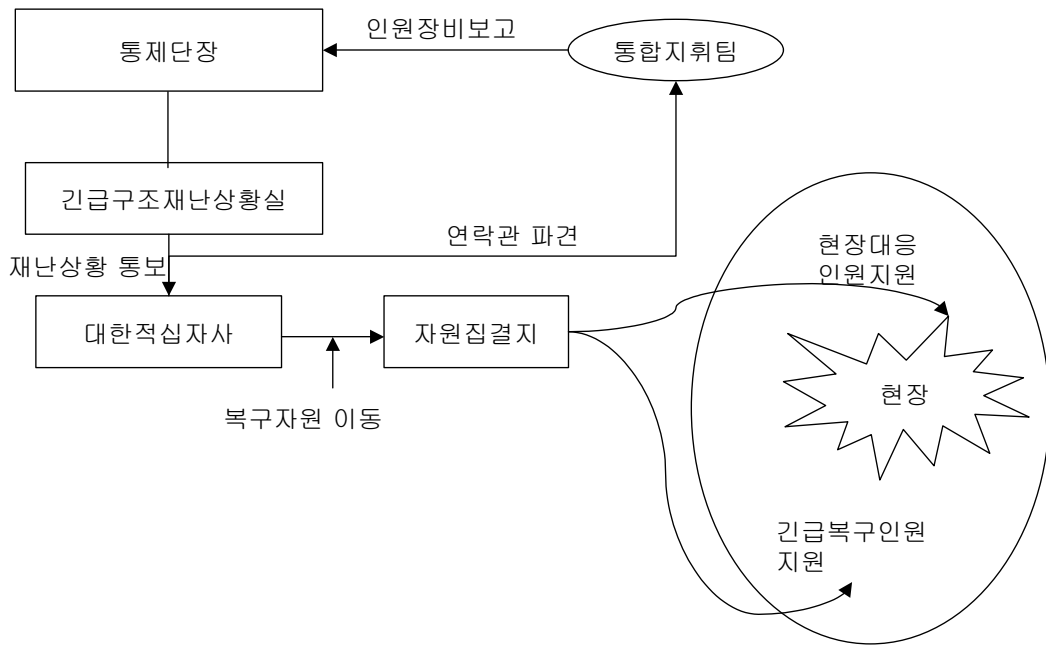 통제단장
인원장비보고
통합지휘팀
긴급구조재난상황실
재난상황 통보
연락관 파견
대한적십자사
자원집결지
복구자원 이동
현장대응
인원지원
현장
긴급복구인원
지원